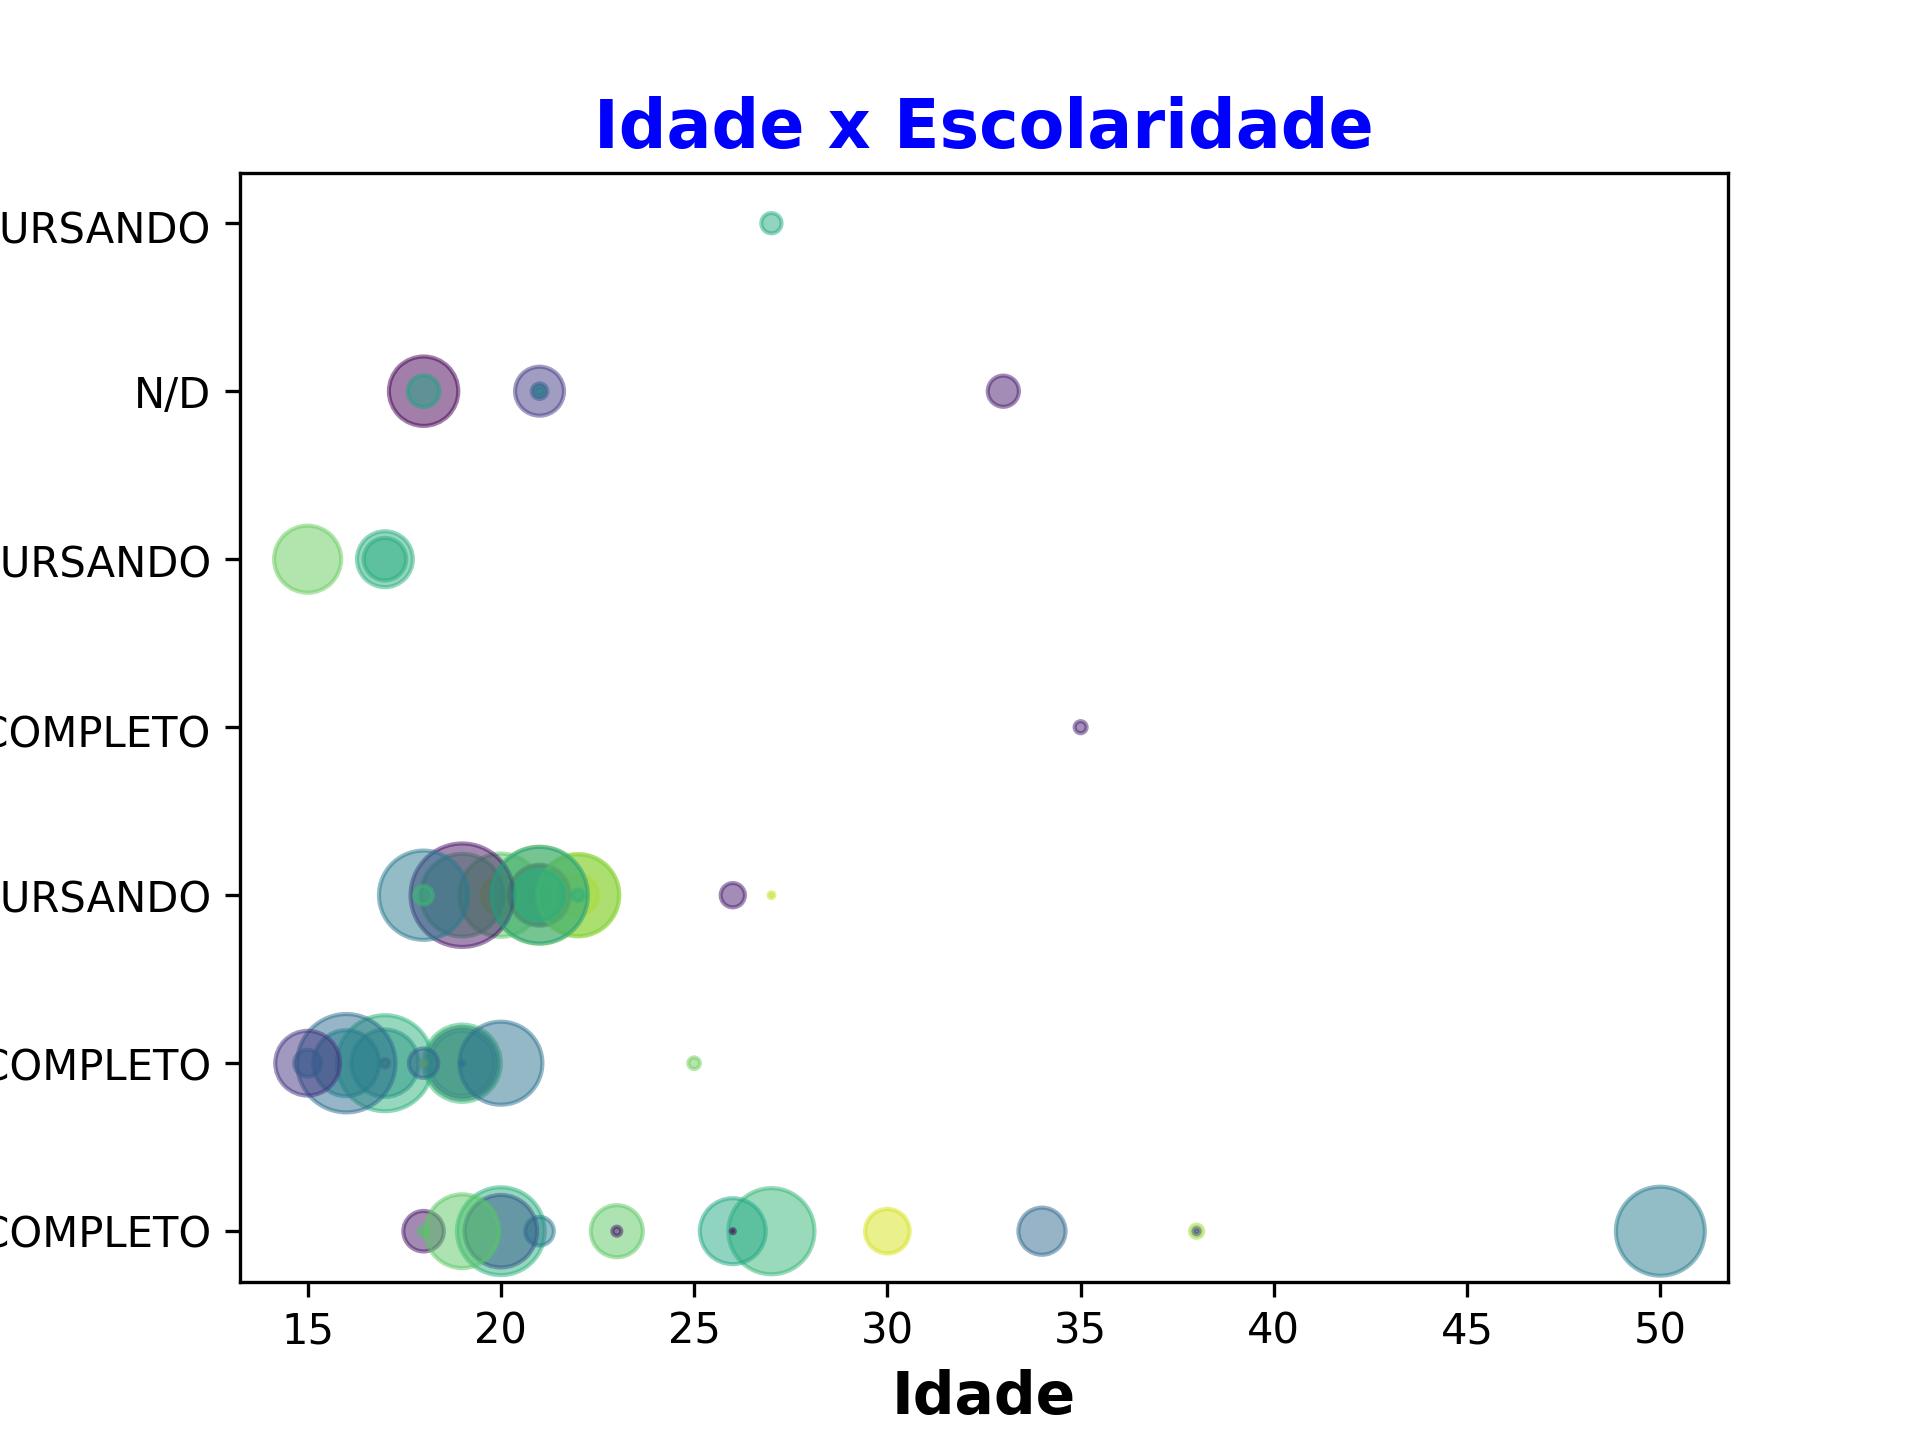 Idade x Escolaridade
URSANDO
N/D
URSANDO
COMPLETO
URSANDO
COMPLETO
COMPLETO
15 20 25 30 35 40 45 50
Idade